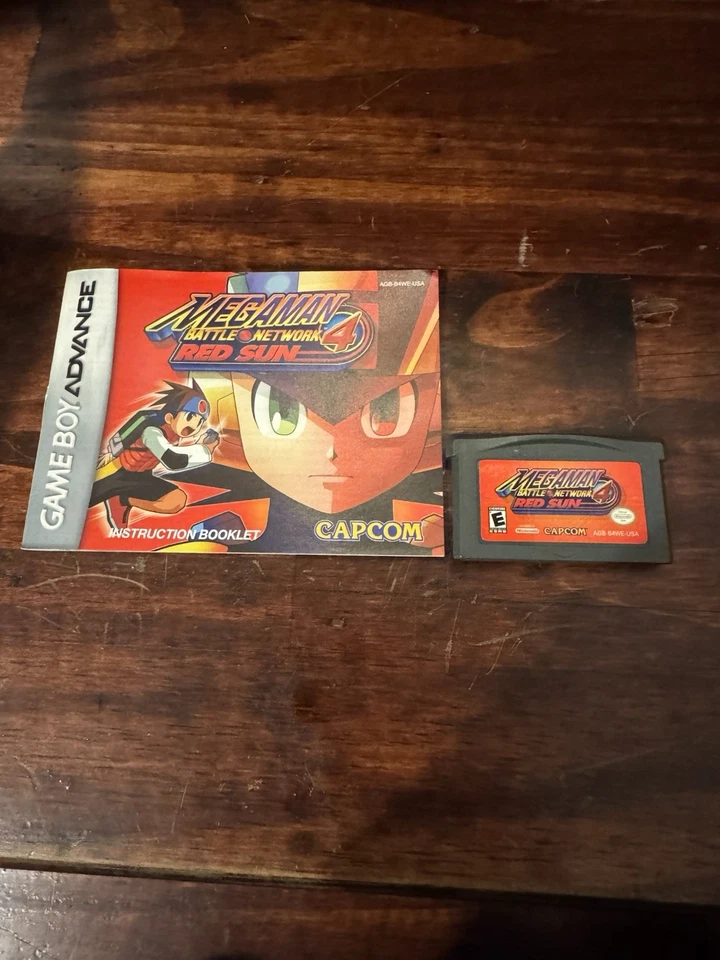 GAME BOY ADVANCE
AGB-B4WE-USA
MEGAMAN
BATTLE NETWORK 4
RED SUN
INSTRUCTION BOOKLET
CAPCOM
MEGAMAN
BATTLE NETWORK 4
RED SUN
E
CAPCOM
AGB-B4WE-USA